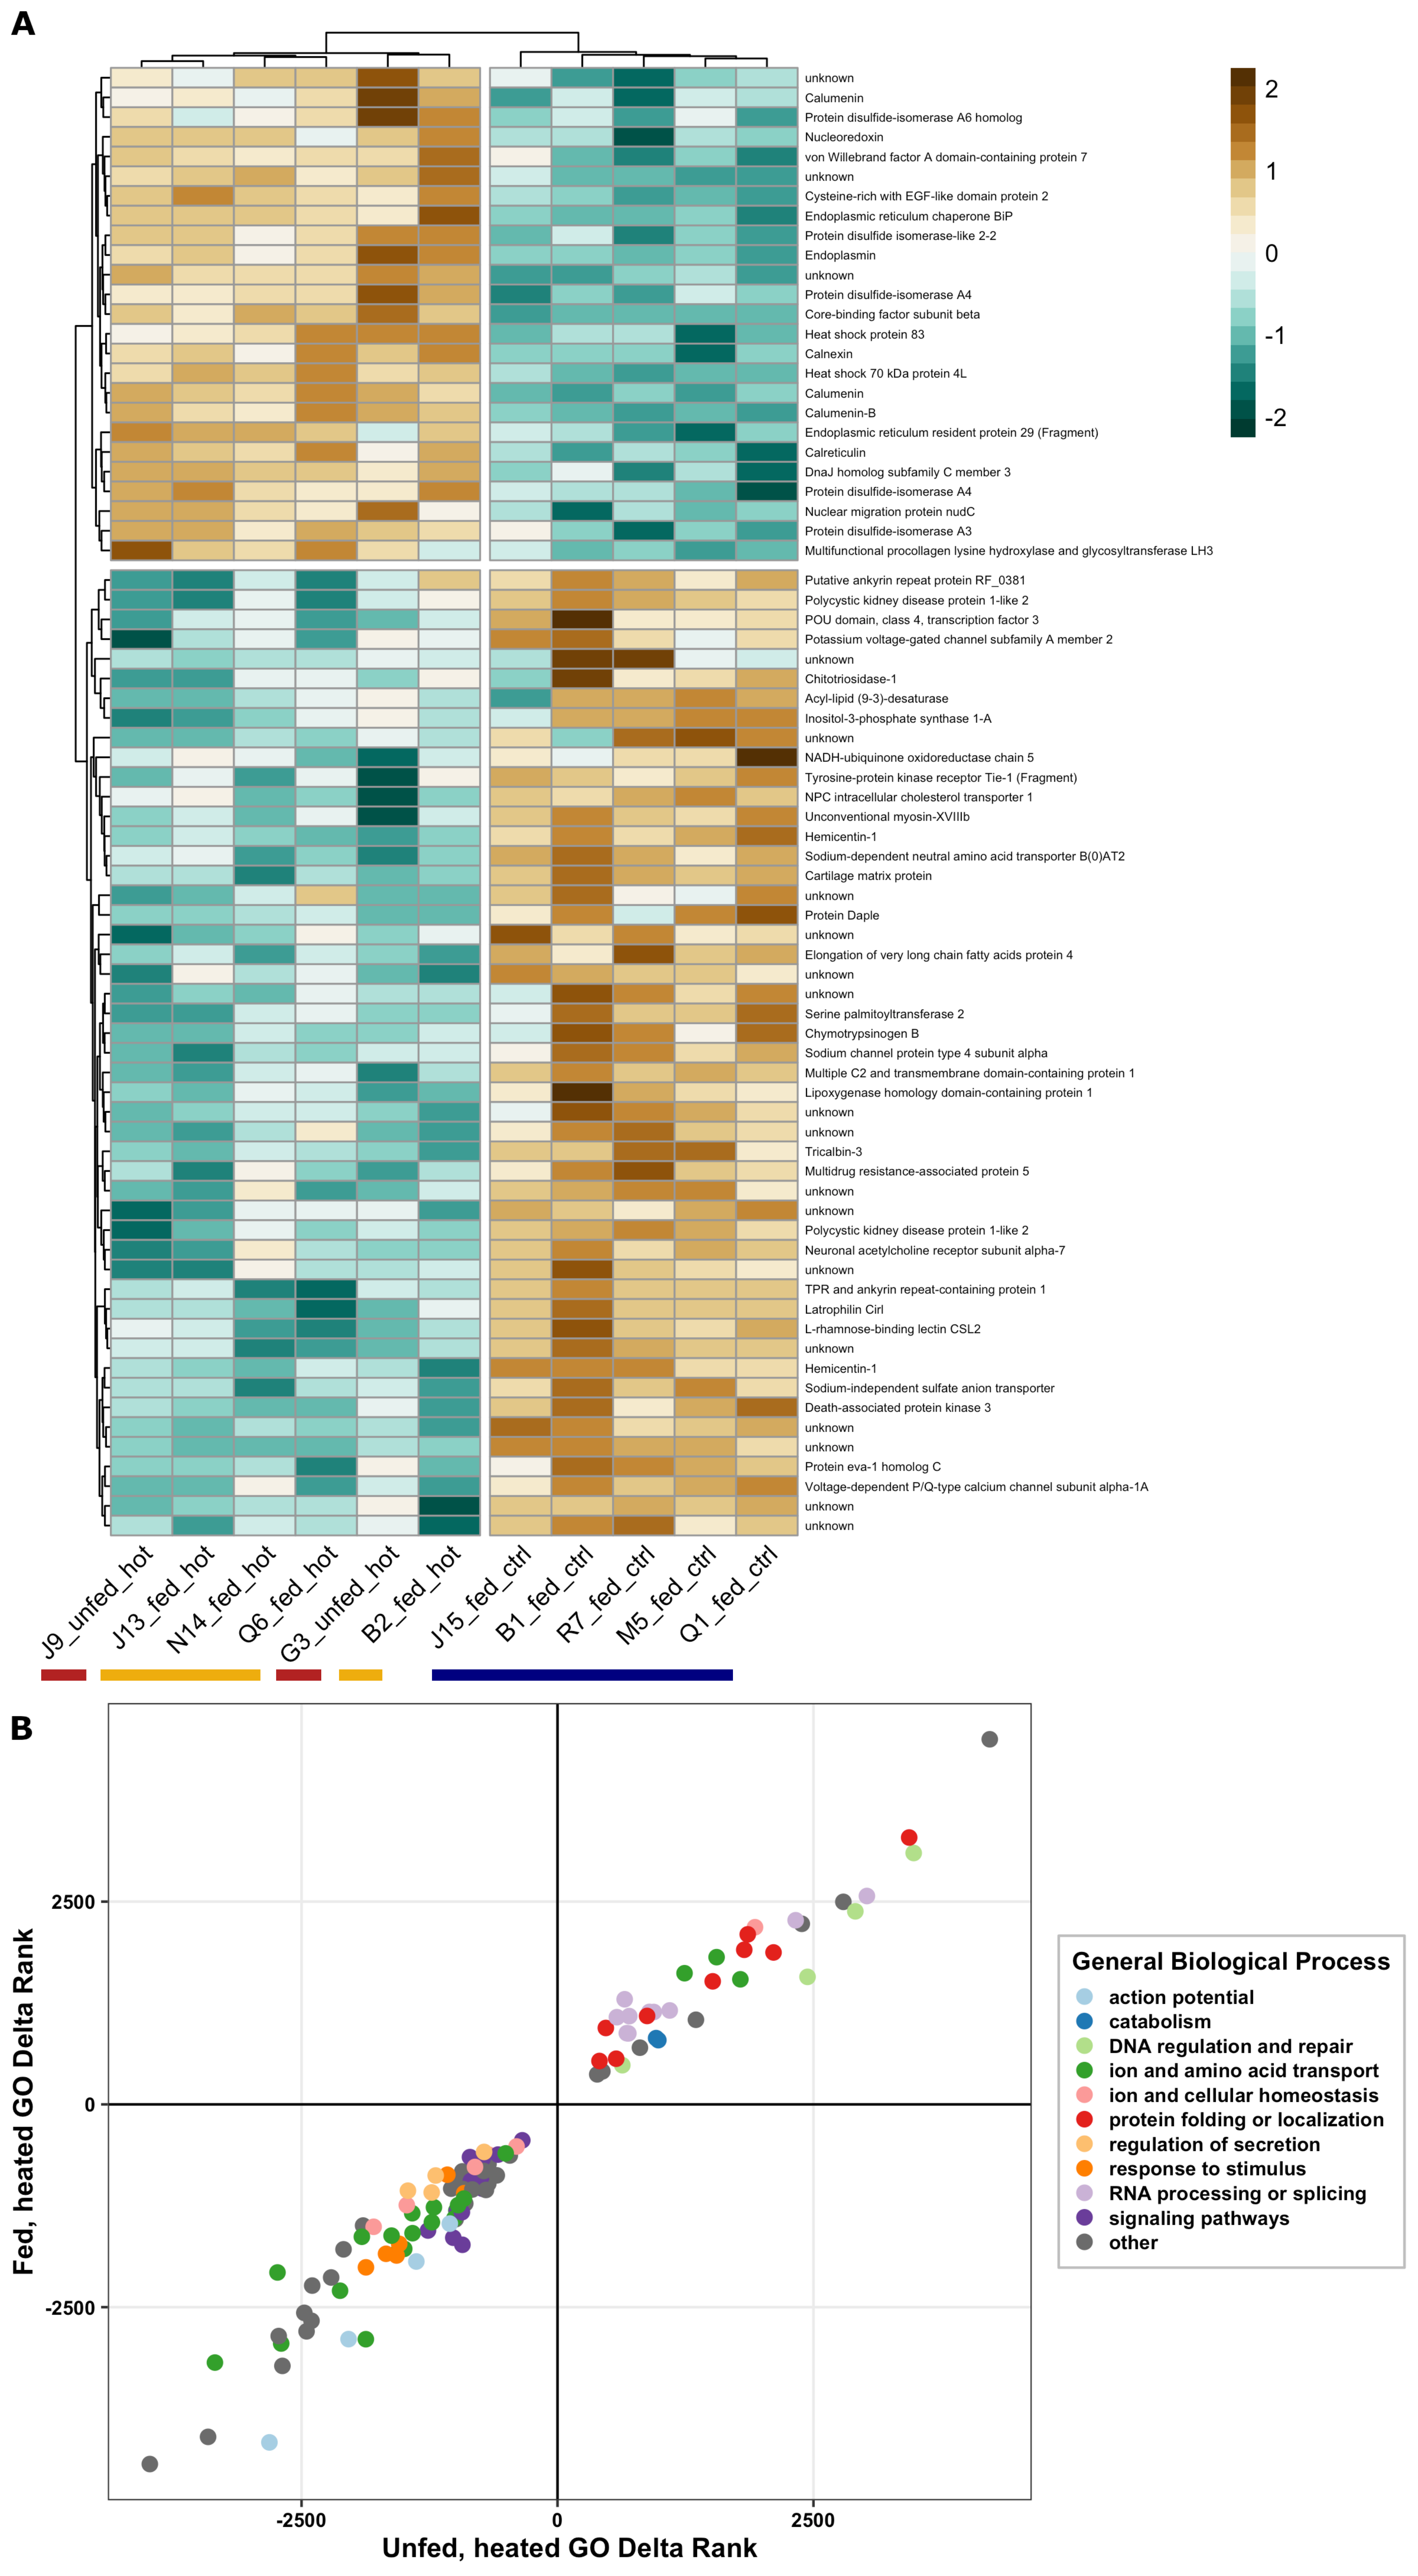 A
unknown
Calumenin
Protein disulfide-isomerase A6 homolog
Nucleoredoxin
von Willebrand factor A domain-containing protein 7
unknown
Cysteine-rich with EGF-like domain protein 2
Endoplasmic reticulum chaperone BiP
Protein disulfide isomerase-like 2-2
Endoplasmin
unknown
Protein disulfide-isomerase A4
Core-binding factor subunit beta
Heat shock protein 83
Calnexin
Heat shock 70 kDa protein 4L
Calumenin
Calumenin-B
Endoplasmic reticulum resident protein 29 (Fragment)
Calreticulin
DnaJ homolog subfamily C member 3
Protein disulfide-isomerase A4
Nuclear migration protein nudC
Protein disulfide-isomerase A3
Multifunctional procollagen lysine hydroxylase and glycosyltransferase LH3
2
1
0
-1
-2
Putative ankyrin repeat protein RF_0381
Polycystic kidney disease protein 1-like 2
POU domain, class 4, transcription factor 3
Potassium voltage-gated channel subfamily A member 2
unknown
Chitotriosidase-1
Acyl-lipid (9-3)-desaturase
Inositol-3-phosphate synthase 1-A
unknown
NADH-ubiquinone oxidoreductase chain 5
Tyrosine-protein kinase receptor Tie-1 (Fragment)
NPC intracellular cholesterol transporter 1
Unconventional myosin-XVIIIb
Hemicentin-1
Sodium-dependent neutral amino acid transporter B(0)AT2
Cartilage matrix protein
unknown
Protein Daple
unknown
Elongation of very long chain fatty acids protein 4
unknown
unknown
Serine palmitoyltransferase 2
Chymotrypsinogen B
Sodium channel protein type 4 subunit alpha
Multiple C2 and transmembrane domain-containing protein 1
Lipoxygenase homology domain-containing protein 1
unknown
unknown
Tricalbin-3
Multidrug resistance-associated protein 5
unknown
unknown
Polycystic kidney disease protein 1-like 2
Neuronal acetylcholine receptor subunit alpha-7
unknown
TPR and ankyrin repeat-containing protein 1
Latrophilin Cirl
L-rhamnose-binding lectin CSL2
unknown
Hemicentin-1
Sodium-independent sulfate anion transporter
Death-associated protein kinase 3
unknown
unknown
Protein eva-1 homolog C
Voltage-dependent P/Q-type calcium channel subunit alpha-1A
unknown
unknown
J9_unfed_hot
J13_fed_hot
N14_fed_hot
Q6_fed_hot
G3_unfed_hot
B2_fed_hot
J15_fed_ctrl
B1_fed_ctrl
R7_fed_ctrl
M5_fed_ctrl
Q1_fed_ctrl
B
Fed, heated GO Delta Rank
2500
0
-2500
-2500
0
2500
Unfed, heated GO Delta Rank
General Biological Process
action potential
catabolism
DNA regulation and repair
ion and amino acid transport
ion and cellular homeostasis
protein folding or localization
regulation of secretion
response to stimulus
RNA processing or splicing
signaling pathways
other